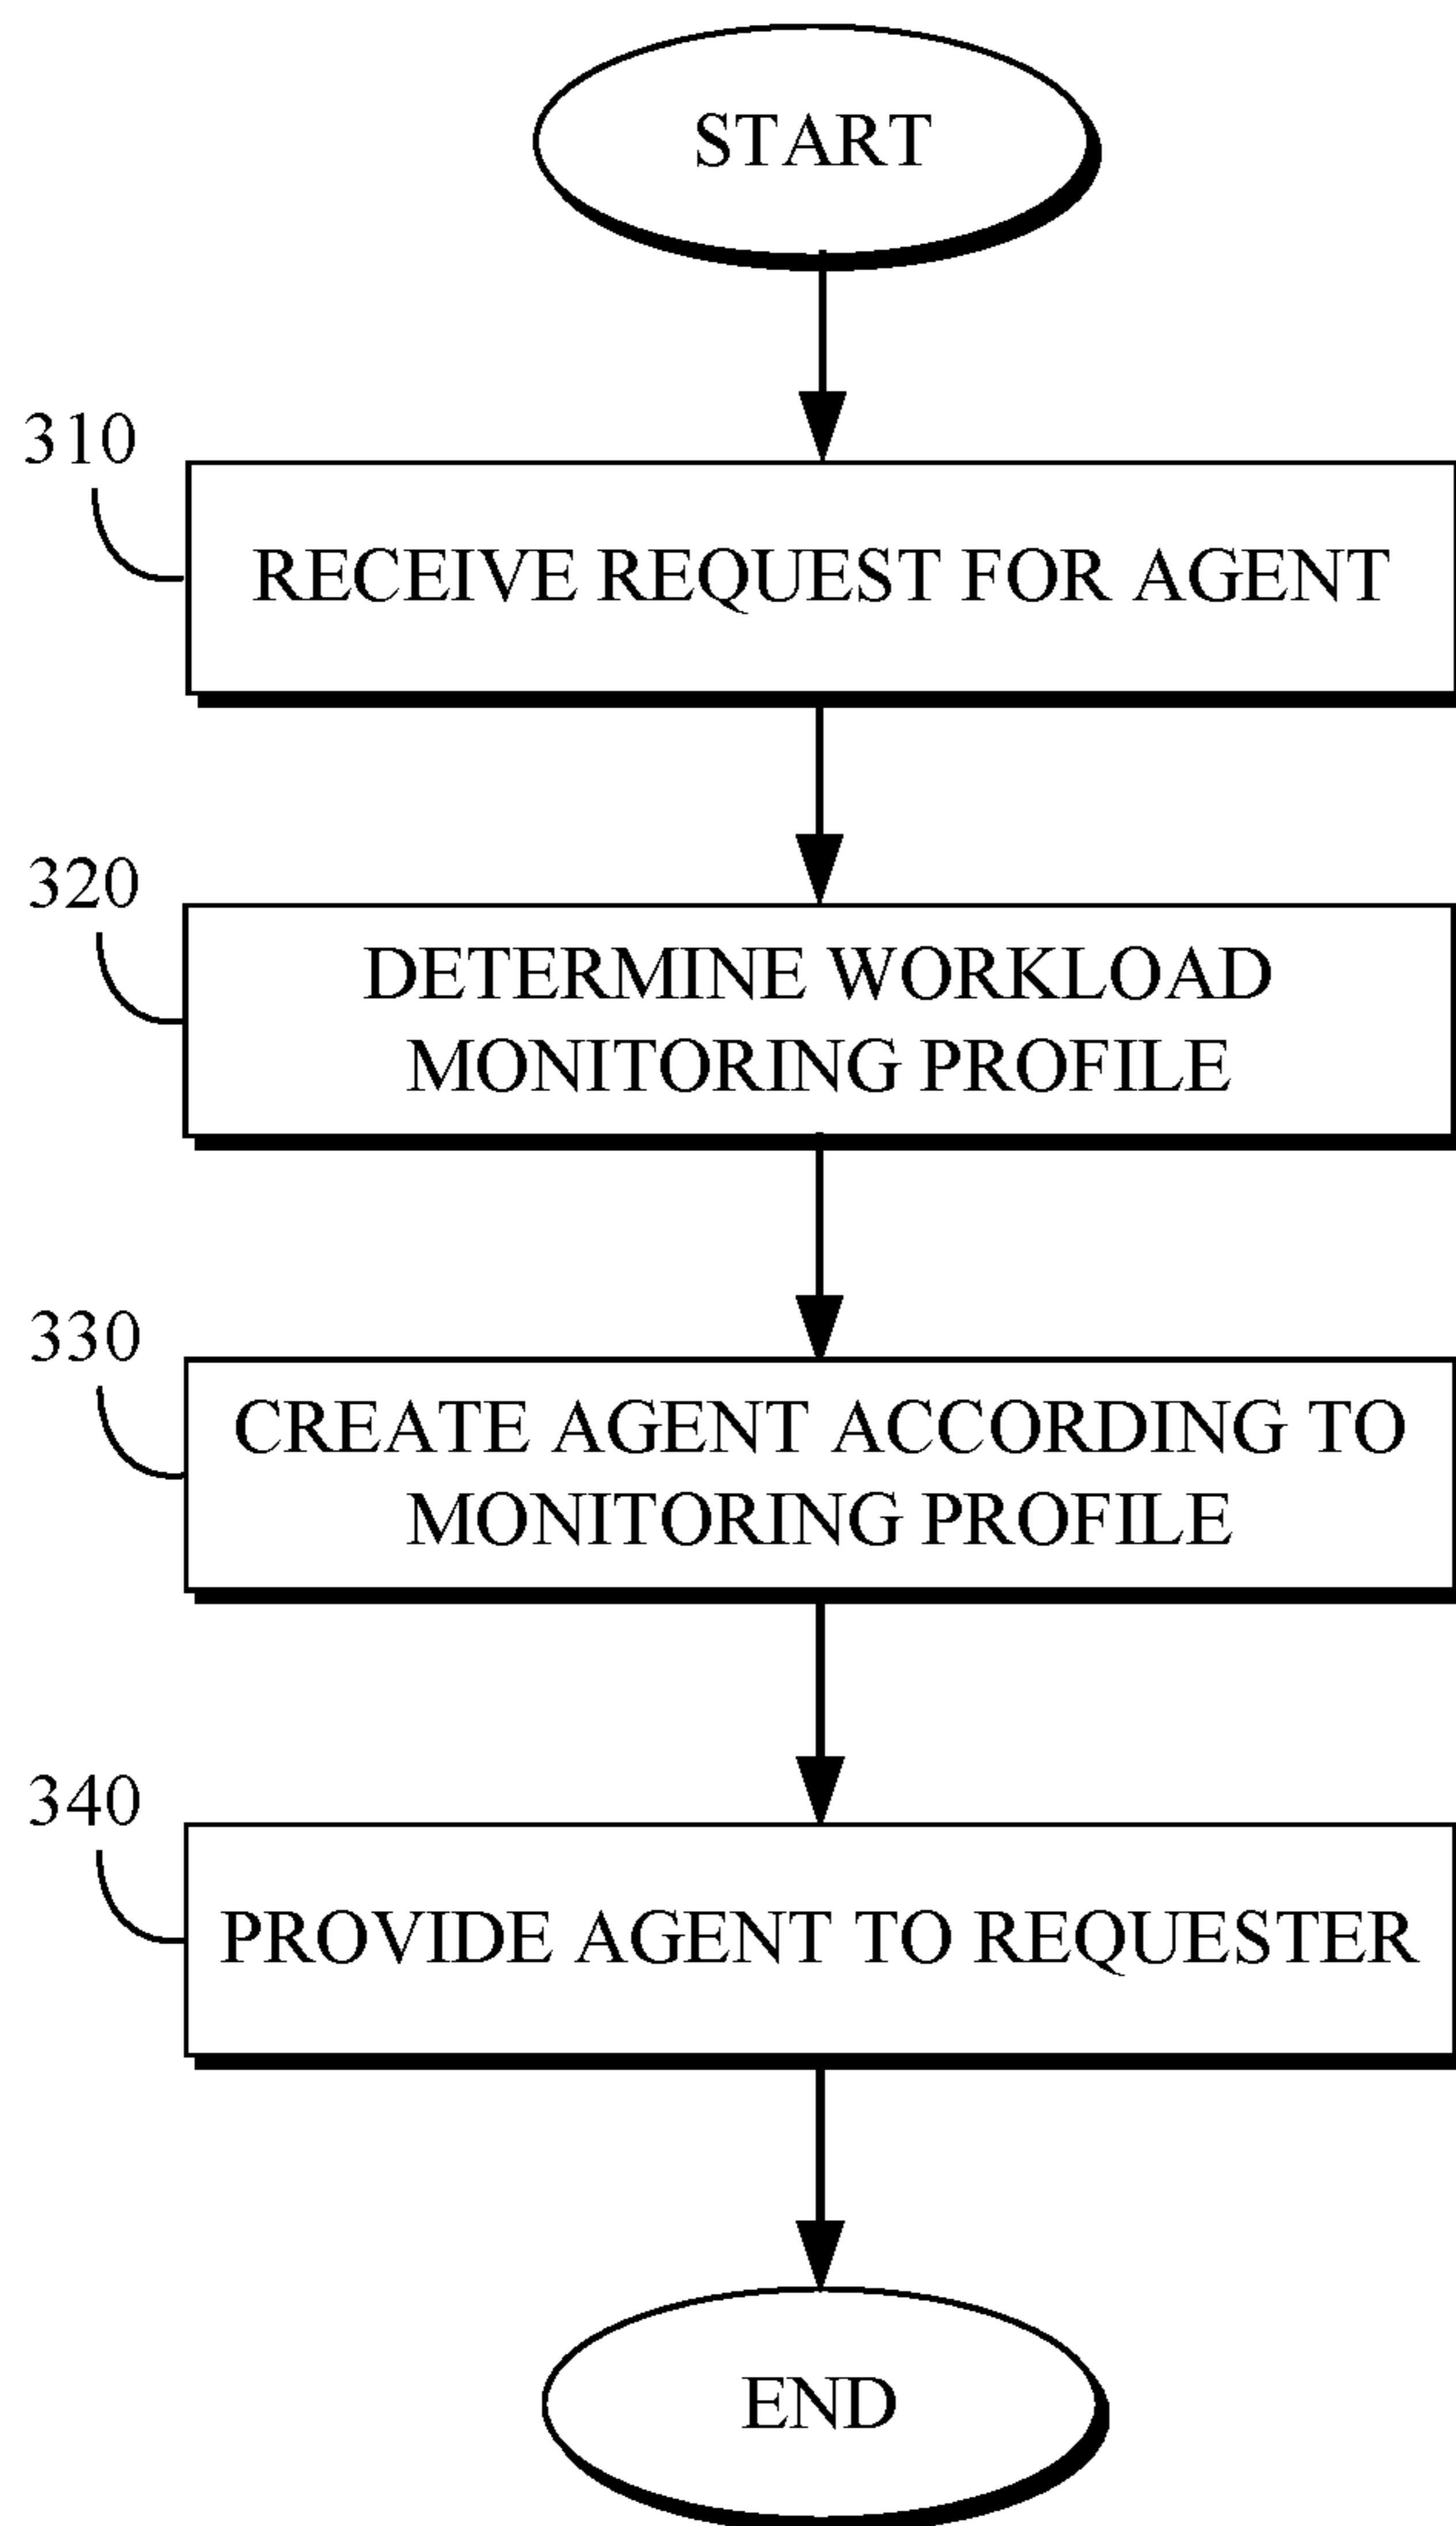 START
310
RECEIVE REQUEST FOR AGENT
320
DETERMINE WORKLOAD
MONITORING PROFILE
330
CREATE AGENT ACCORDING TO
MONITORING PROFILE
340
PROVIDE AGENT TO REQUESTER
END